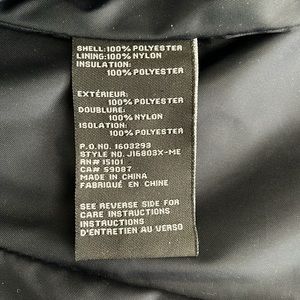 SHELL: 100% POLYESTER
LINING: 100% NYLON
INSULATION:
100% POLYESTER
EXTÉRIEUR:
100% POLYESTER
DOUBLURE:
100% NYLON
ISOLATION:
100% POLYESTER
P.O.NO. 1603293
STYLE NO. J16803X-ME
RN# 15101
CA# 59087
MADE IN CHINA
FABRIQUÉ EN CHINE
SEE REVERSE SIDE FOR
CARE INSTRUCTIONS
INSTRUCTIONS
D'ENTRETIEN AU VERSO